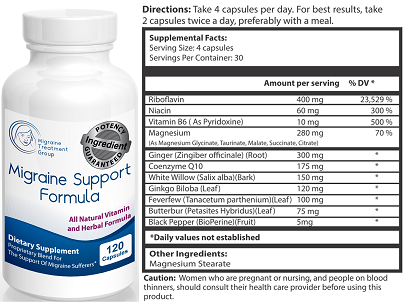 Directions: Take 4 capsules per day. For best results, take
2 capsules twice a day, preferably with a meal.
Supplemental Facts:
Serving Size: 4 capsules
Servings Per Container: 30
Amount per serving % DV *
Riboflavin 400 mg 23,529 %
Niacin 60 mg 300 %
Vitamin B6 ( As Pyridoxine) 10 mg 500 %
Magnesium 280 mg 70 %
(As Magnesium Glycinate, Taurinate, Malate, Succinate, Citrate)
Ginger (Zingiber officinale) (Root) 300 mg *
Coenzyme Q10 175 mg *
White Willow (Salix alba)(Bark) 150 mg *
Ginkgo Biloba (Leaf) 120 mg *
Feverfew (Tanacetum parthenium)(Leaf) 100 mg *
Butterbur (Petasites Hybridus)(Leaf) 75 mg *
Black Pepper (BioPerine)(Fruit) 5mg *
*Daily values not established
Other Ingredients:
Magnesium Stearate
Caution: Women who are pregnant or nursing, and people on blood
thinners, should consult their health care provider before using this
product.
Migraine
Treatment
Group
POTENCY
Ingredient
GUARANTEED
Migraine Support
Formula
All Natural Vitamin
and Herbal Formula
Dietary Supplement
Proprietary Blend For
The Support Of Migraine Sufferers*
120
Capsules